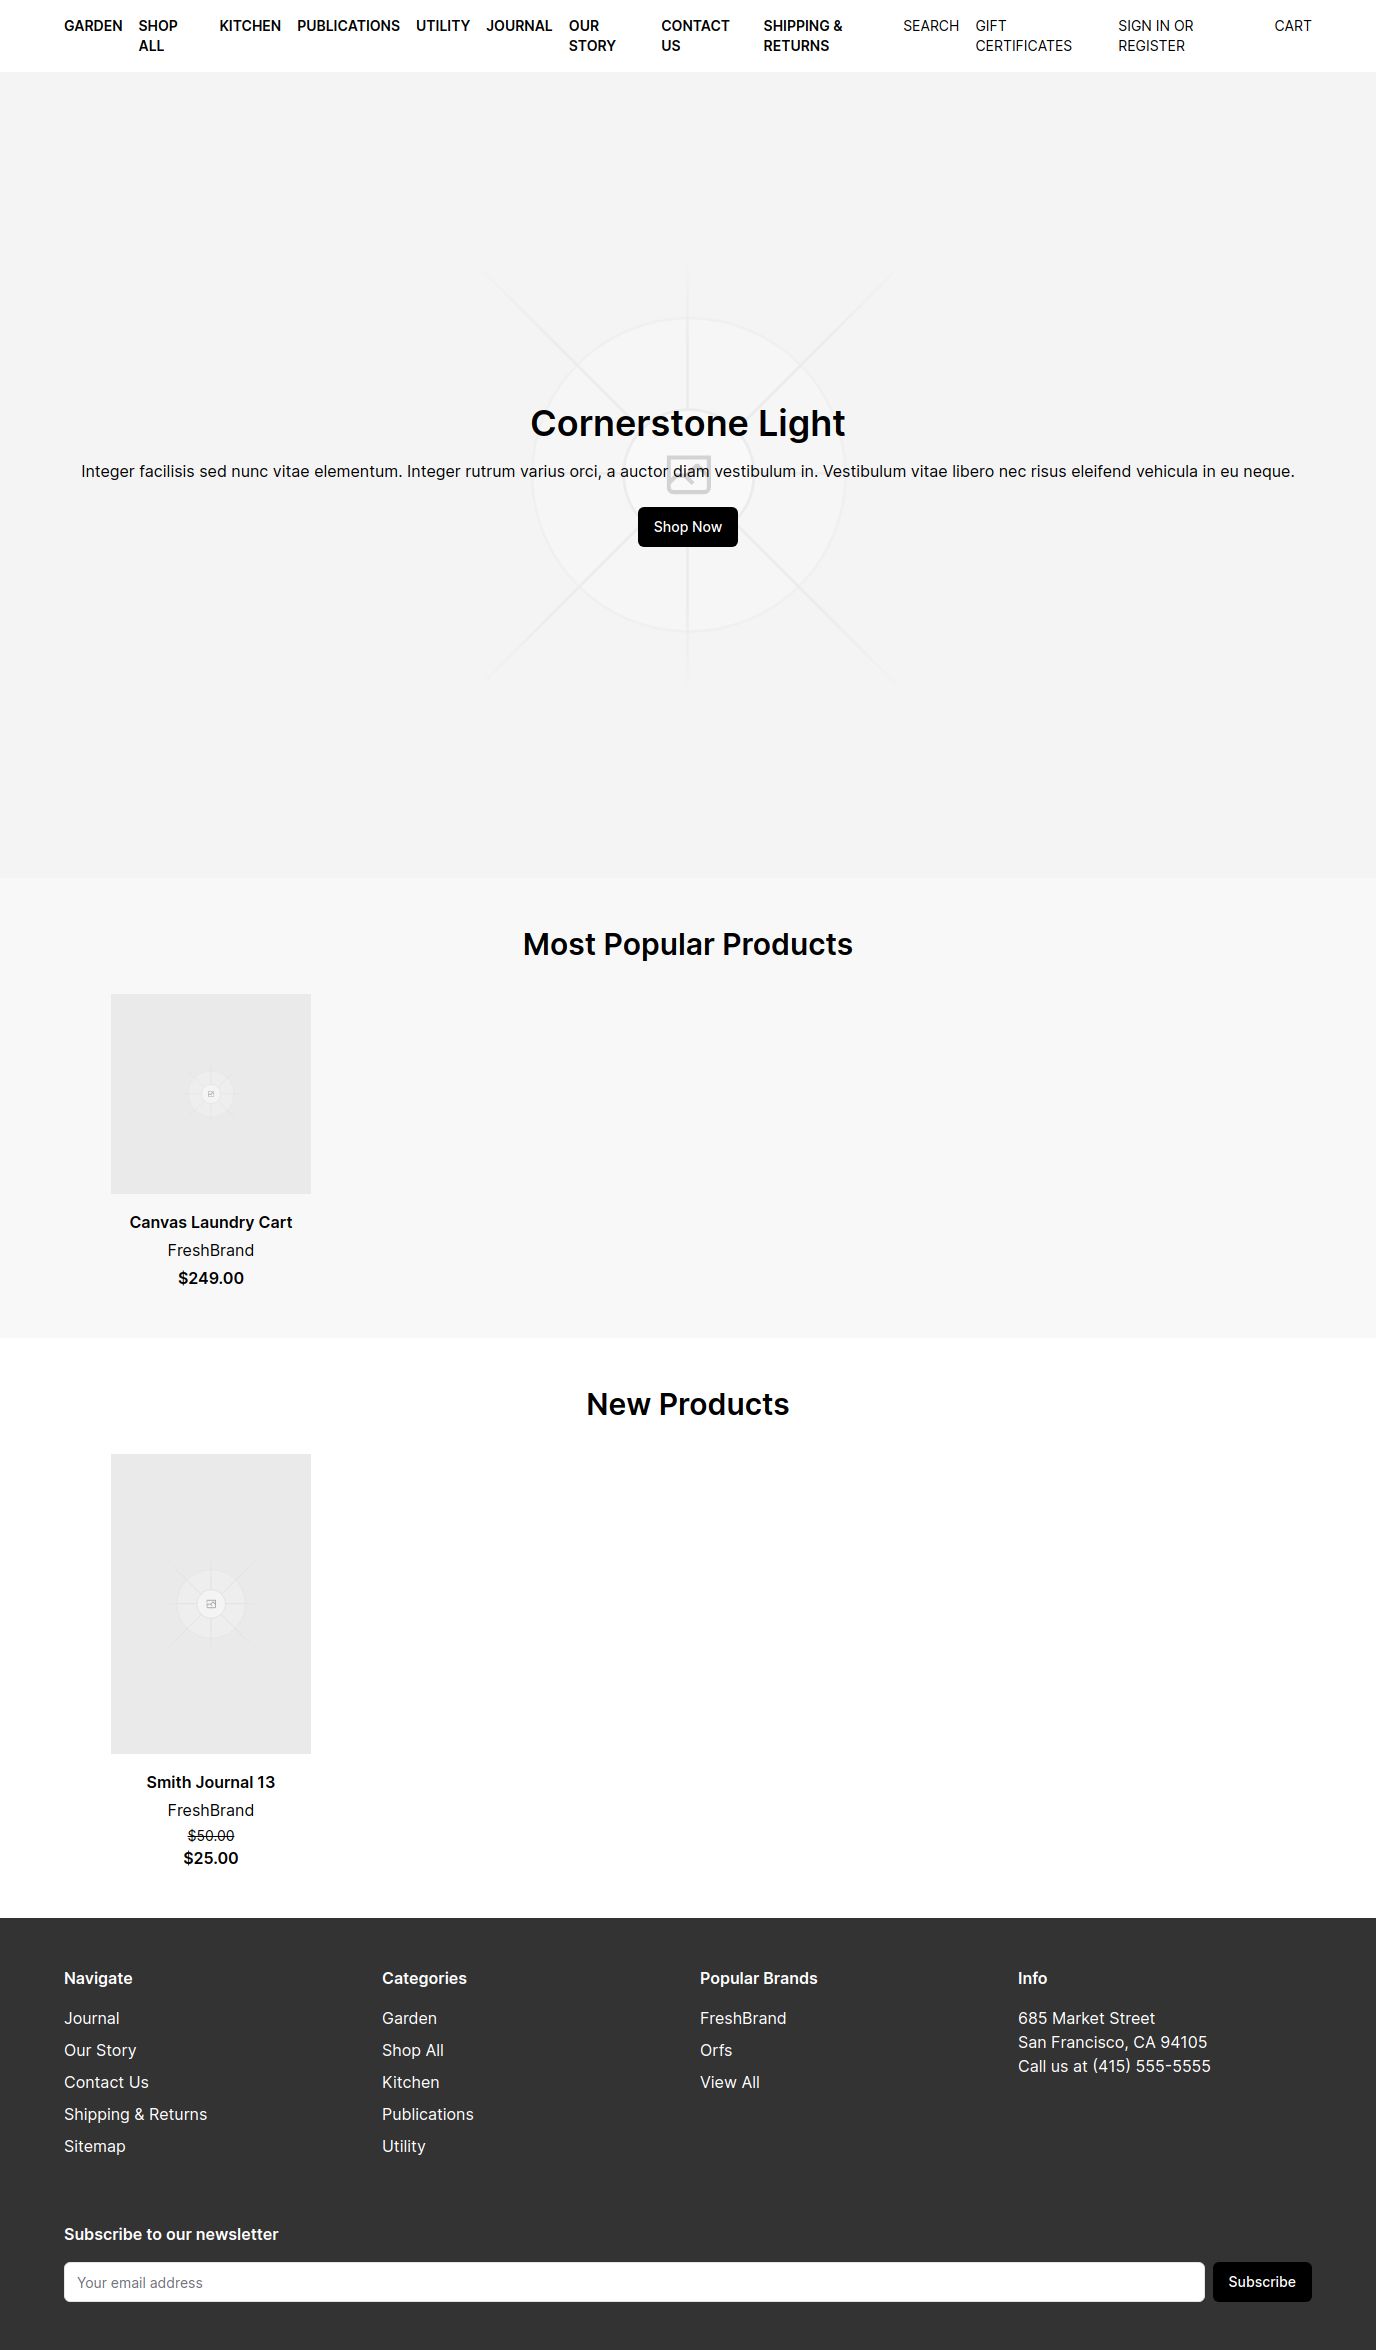 GARDEN SHOP ALL KITCHEN PUBLICATIONS UTILITY JOURNAL OUR STORY CONTACT US SHIPPING & RETURNS SEARCH GIFT CERTIFICATES SIGN IN OR REGISTER CART
Cornerstone Light
Integer facilisis sed nunc vitae elementum. Integer rutrum varius orci, a auctor diam vestibulum in. Vestibulum vitae libero nec risus eleifend vehicula in eu neque.
Shop Now
Most Popular Products
Canvas Laundry Cart
FreshBrand
$249.00
New Products
Smith Journal 13
FreshBrand
$50.00
$25.00
Navigate
Journal
Our Story
Contact Us
Shipping & Returns
Sitemap
Categories
Garden
Shop All
Kitchen
Publications
Utility
Popular Brands
FreshBrand
Orfs
View All
Info
685 Market Street
San Francisco, CA 94105
Call us at (415) 555-5555
Subscribe to our newsletter
Your email address
Subscribe